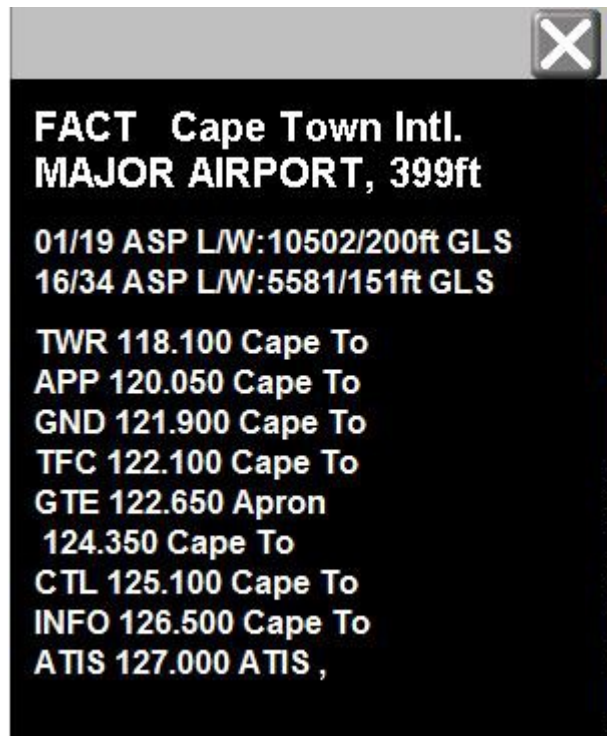 FACT Cape Town Intl.
MAJOR AIRPORT, 399ft
01/19 ASP L/W:10502/200ft GLS
16/34 ASP L/W:5581/151ft GLS
TWR 118.100 Cape To
APP 120.050 Cape To
GND 121.900 Cape To
TFC 122.100 Cape To
GTE 122.650 Apron
124.350 Cape To
CTL 125.100 Cape To
INFO 126.500 Cape To
ATIS 127.000 ATIS ,